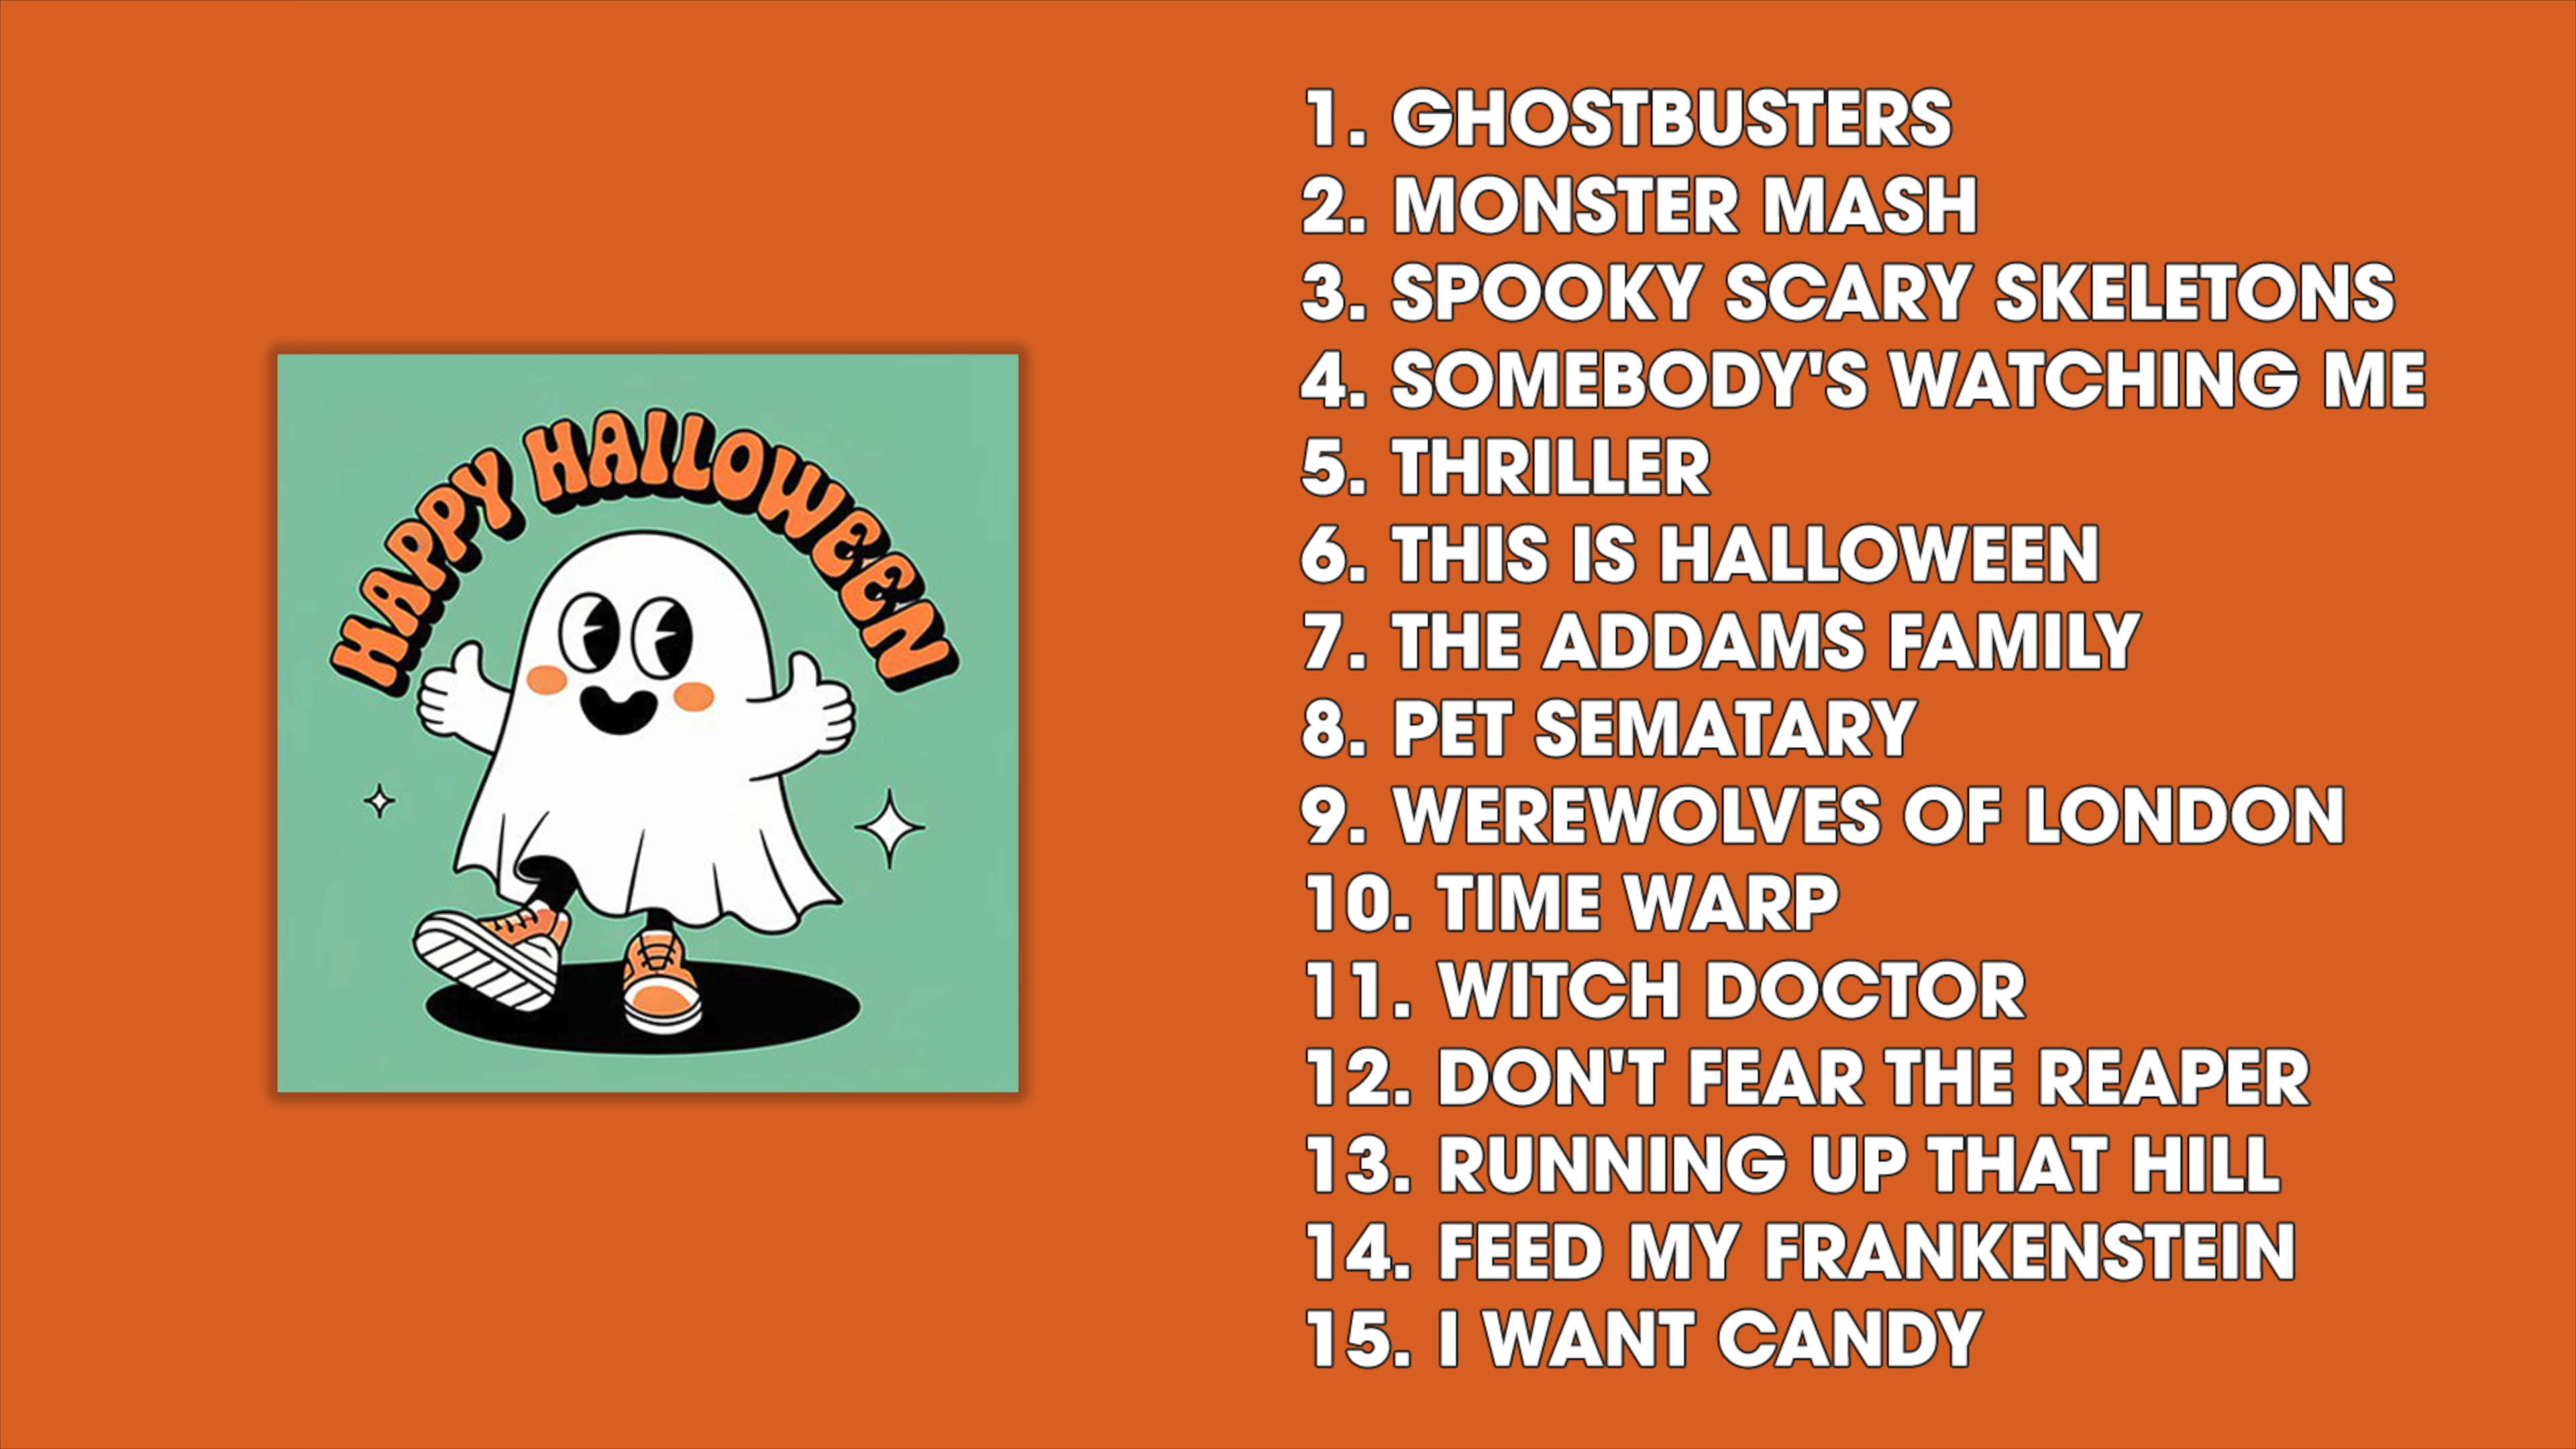 HAPPY HAILOWEEN
1. GHOSTBUSTERS
2. MONSTER MASH
3. SPOOKY SCARY SKELETONS
4. SOMEBODY'S WATCHING ME
5. THRILLER
6. THIS IS HALLOWEEN
7. THE ADDAMS FAMILY
8. PET SEMATARY
9. WEREWOLVES OF LONDON
10. TIME WARP
11. WITCH DOCTOR
12. DON'T FEAR THE REAPER
13. RUNNING UP THAT HILL
14. FEED MY FRANKENSTEIN
15. I WANT CANDY